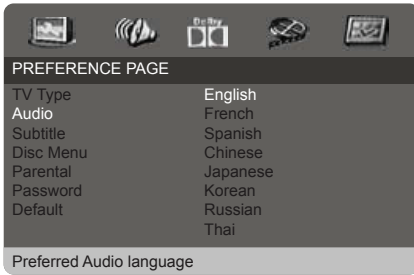 Dolby
PREFERENCE PAGE
TV Type English
Audio French
Subtitle Spanish
Disc Menu Chinese
Parental Japanese
Password Korean
Default Russian
Thai
Preferred Audio language